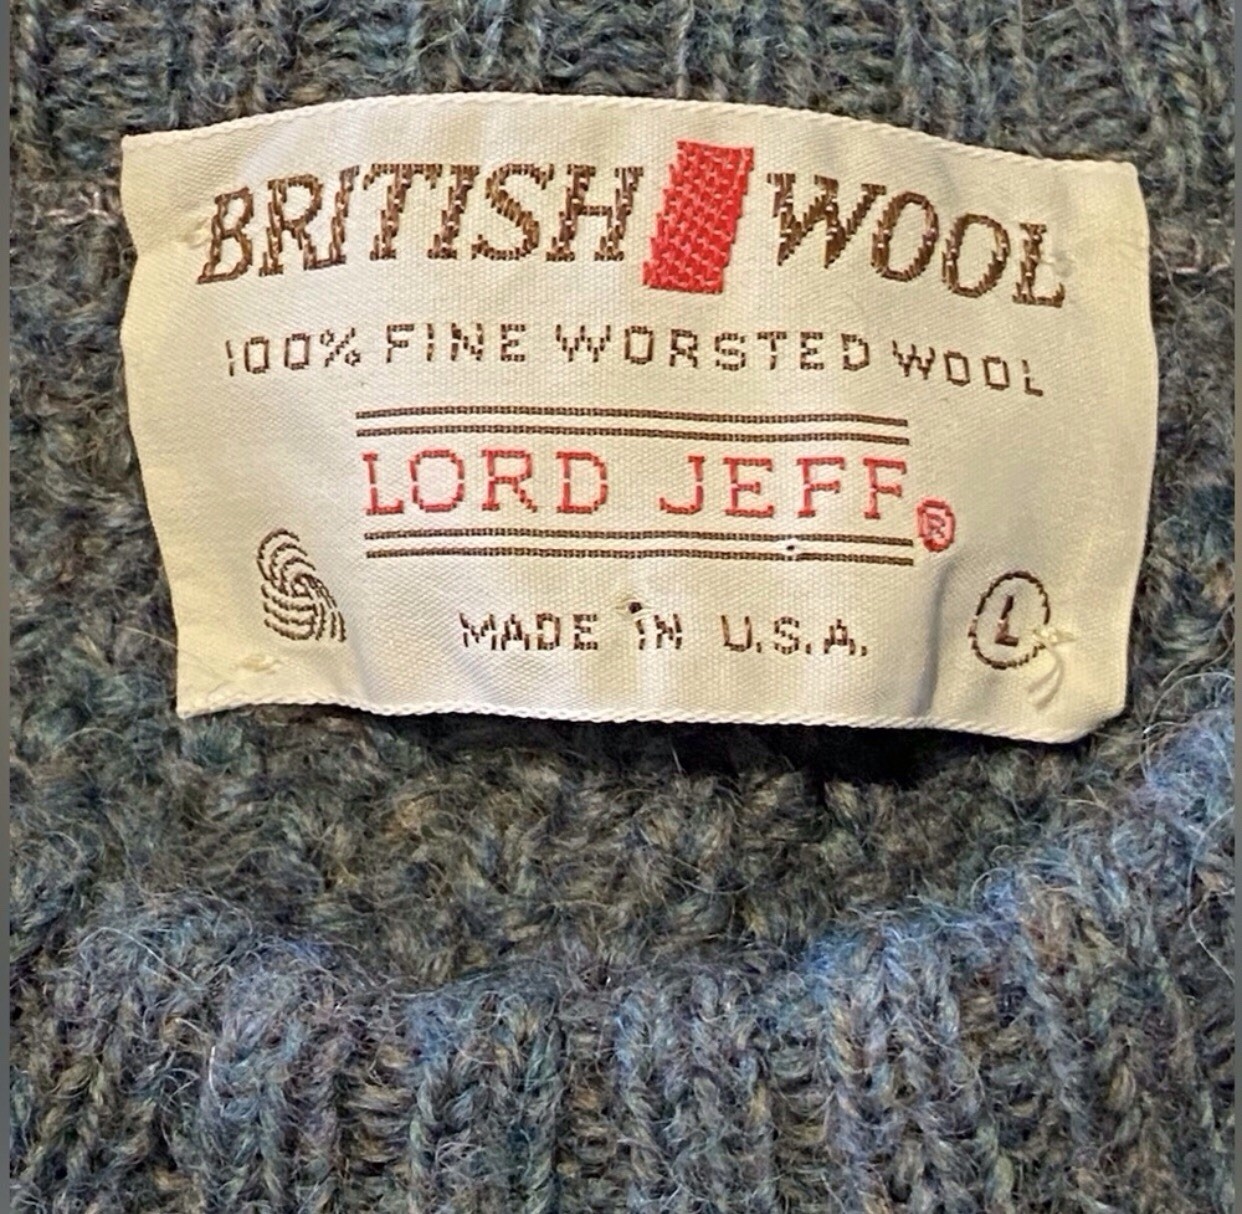 BRITISH WOOL
100% FINE WORSTED WOOL
LORD JEFF®
MADE IN U.S.A.
L